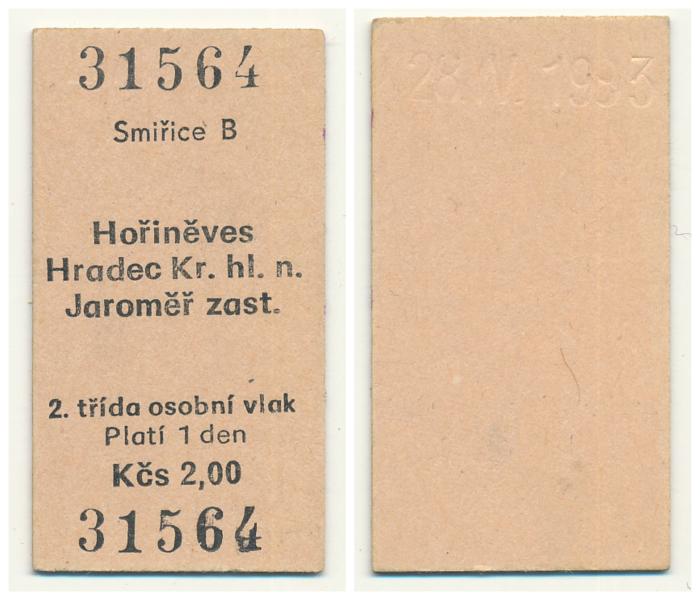 31564
Smiřice B
Hořiněves
Hradec Kr. hl. n.
Jaroměř zast.
2. třída osobní vlak
Platí 1 den
Kčs 2,00
31564